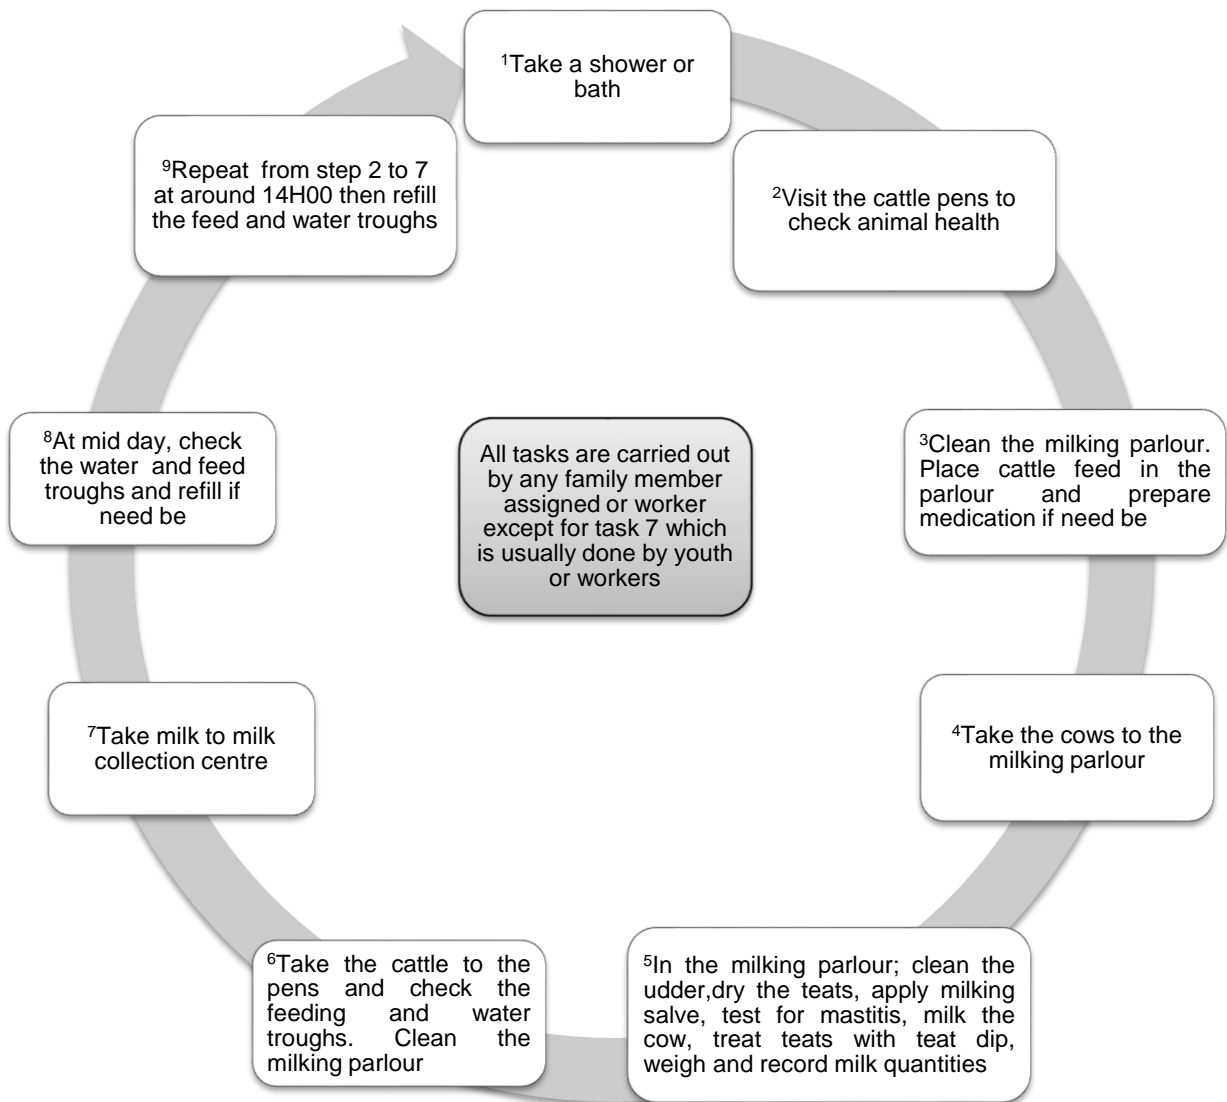 ¹Take a shower or
bath
²Visit the cattle pens to
check animal health
³Clean the milking parlour.
Place cattle feed in the
parlour and prepare
medication if need be
⁴Take the cows to the
milking parlour
⁵In the milking parlour; clean the
udder,dry the teats, apply milking
salve, test for mastitis, milk the
cow, treat teats with teat dip,
weigh and record milk quantities
⁶Take the cattle to the
pens and check the
feeding and water
troughs. Clean the
milking parlour
⁷Take milk to milk
collection centre
⁸At mid day, check
the water and feed
troughs and refill if
need be
⁹Repeat from step 2 to 7
at around 14H00 then refill
the feed and water troughs
All tasks are carried out
by any family member
assigned or worker
except for task 7 which
is usually done by youth
or workers